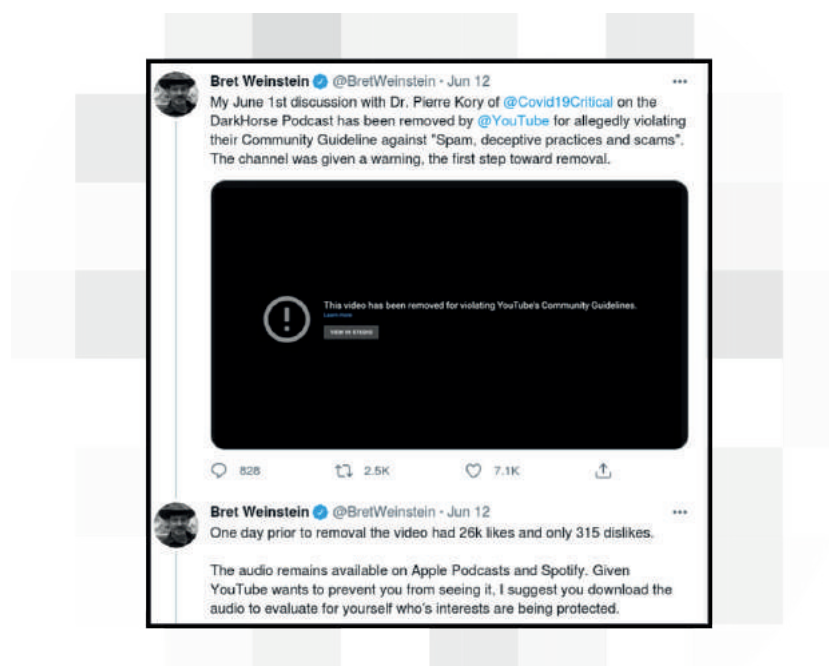 Bret Weinstein @BretWeinstein · Jun 12
My June 1st discussion with Dr. Pierre Kory of @Covid19Critical on the
DarkHorse Podcast has been removed by @YouTube for allegedly violating
their Community Guideline against "Spam, deceptive practices and scams".
The channel was given a warning, the first step toward removal.
This video has been removed for violating YouTube's Community Guidelines.
Learn more
VIEW IN STUDIO
828 2.5K 7.1K
Bret Weinstein @BretWeinstein · Jun 12
One day prior to removal the video had 26k likes and only 315 dislikes.
The audio remains available on Apple Podcasts and Spotify. Given
YouTube wants to prevent you from seeing it, I suggest you download the
audio to evaluate for yourself who's interests are being protected.